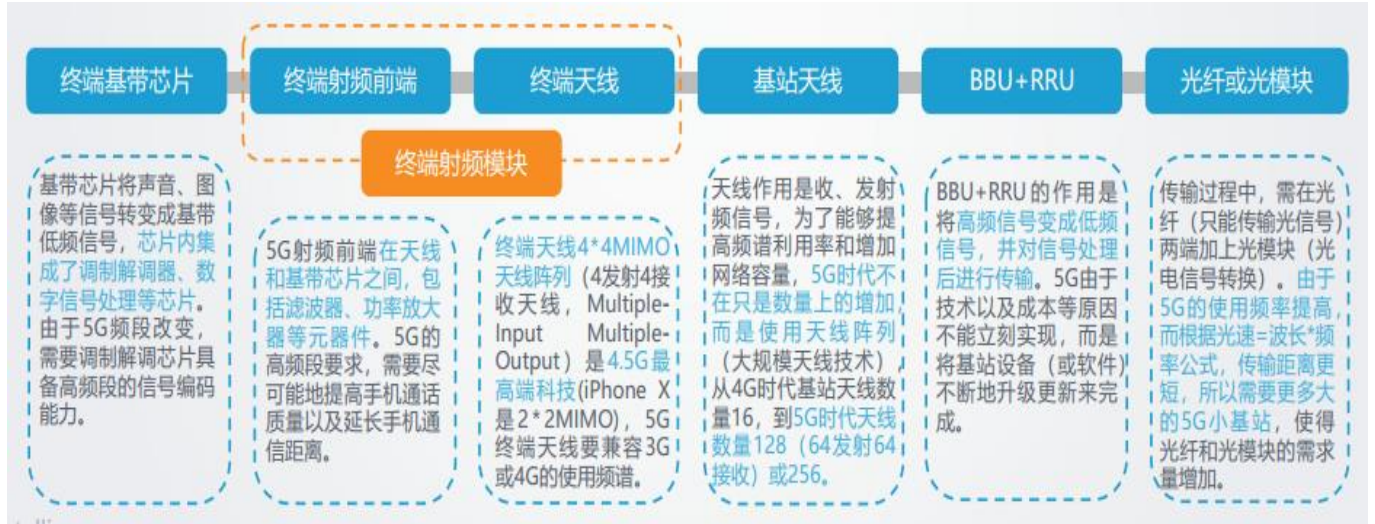 终端基带芯片
终端射频前端
终端天线
基站天线
BBU+RRU
光纤或光模块
终端射频模块
基带芯片将声音、图
像等信号转变成基带
低频信号，芯片内集
成了调制解调器、数
字信号处理等芯片。
由于5G频段改变，
需要调制解调芯片具
备高频段的信号编码
能力。
5G射频前端在天线
和基带芯片之间，包
括滤波器、功率放大
器等元器件。5G的
高频段要求，需要尽
可能地提高手机通话
质量以及延长手机通
信距离。
终端天线4*4MIMO
天线阵列（4发射4接
收天线，Multiple-
Input Multiple-
Output）是4.5G最
高端科技(iPhone X
是2*2MIMO)，5G
终端天线要兼容3G
或4G的使用频谱。
天线作用是收、发射
频信号，为了能够提
高频谱利用率和增加
网络容量，5G时代不
在只是数量上的增加，
而是使用天线阵列
（大规模天线技术），
从4G时代基站天线数
量16，到5G时代天线
数量128（64发射64
接收）或256。
BBU+RRU的作用是
将高频信号变成低频
信号，并对信号处理
后进行传输。5G由于
技术以及成本等原因
不能立刻实现，而是
将基站设备（或软件）
不断地升级更新来完
成。
传输过程中，需在光
纤（只能传输光信号）
两端加上光模块（光
电信号转换）。由于
5G的使用频率提高，
而根据光速=波长*频
率公式，传输距离更
短，所以需要更多大
的5G小基站，使得
光纤和光模块的需求
量增加。